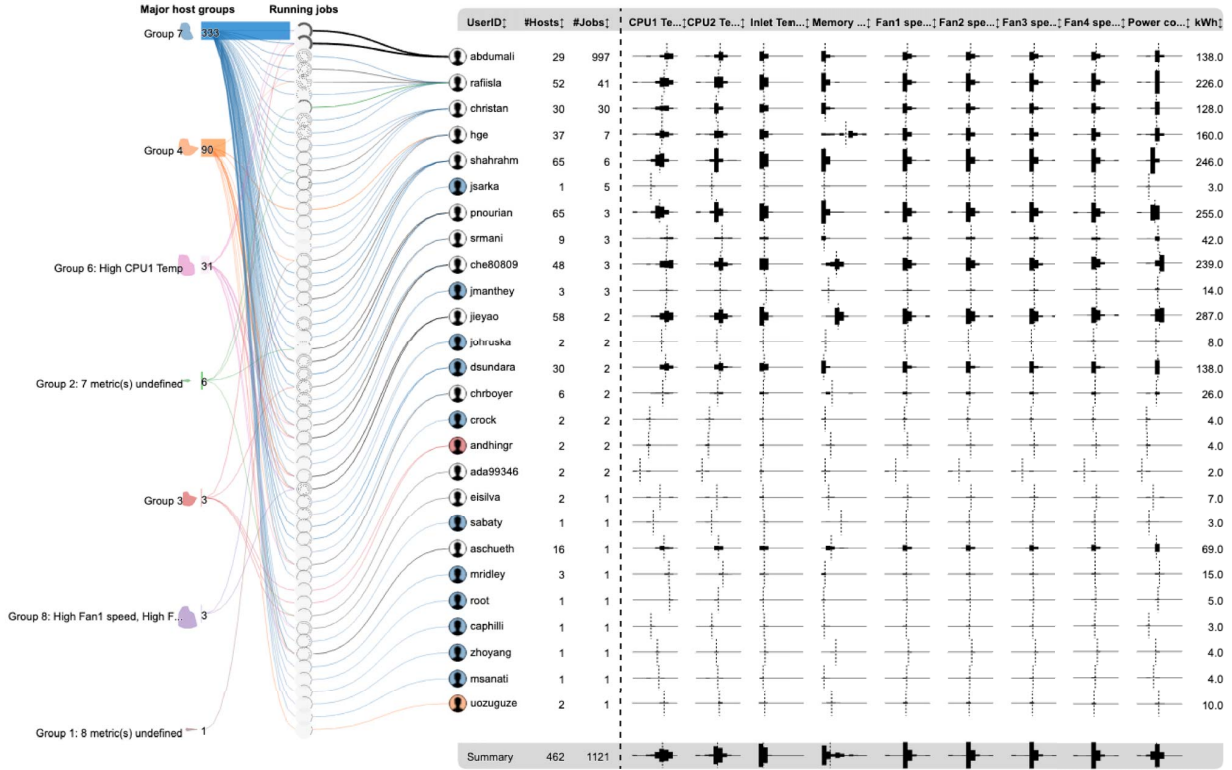 Major host groups Running jobs
UserID↕ #Hosts↕ #Jobs↕ CPU1 Te...↕ CPU2 Te...↕ Inlet Tem...↕ Memory ...↕ Fan1 spe...↕ Fan2 spe...↕ Fan3 spe...↕ Fan4 spe...↕ Power co...↕ kWh↕
Group 7 333
Group 4 90
Group 6: High CPU1 Temp 31
Group 2: 7 metric(s) undefined 6
Group 3 3
Group 8: High Fan1 speed, High F... 3
Group 1: 8 metric(s) undefined 1
abdumali 29 997 138.0
rafiisla 52 41 226.0
christan 30 30 128.0
hge 37 7 160.0
shahrahm 65 6 246.0
jsarka 1 5 3.0
pnourian 65 3 255.0
srmani 9 3 42.0
che80809 48 3 239.0
jmanthey 3 3 14.0
jieyao 58 2 287.0
johruska 2 2 8.0
dsundara 30 2 138.0
chrboyer 6 2 26.0
crock 2 2 4.0
andhingr 2 2 4.0
ada99346 2 2 2.0
eisilva 2 1 7.0
sabaty 1 1 3.0
aschueth 16 1 69.0
mridley 3 1 15.0
root 1 1 5.0
caphilli 1 1 3.0
zhoyang 1 1 4.0
msanati 1 1 4.0
uozuguze 2 1 10.0
Summary 462 1121